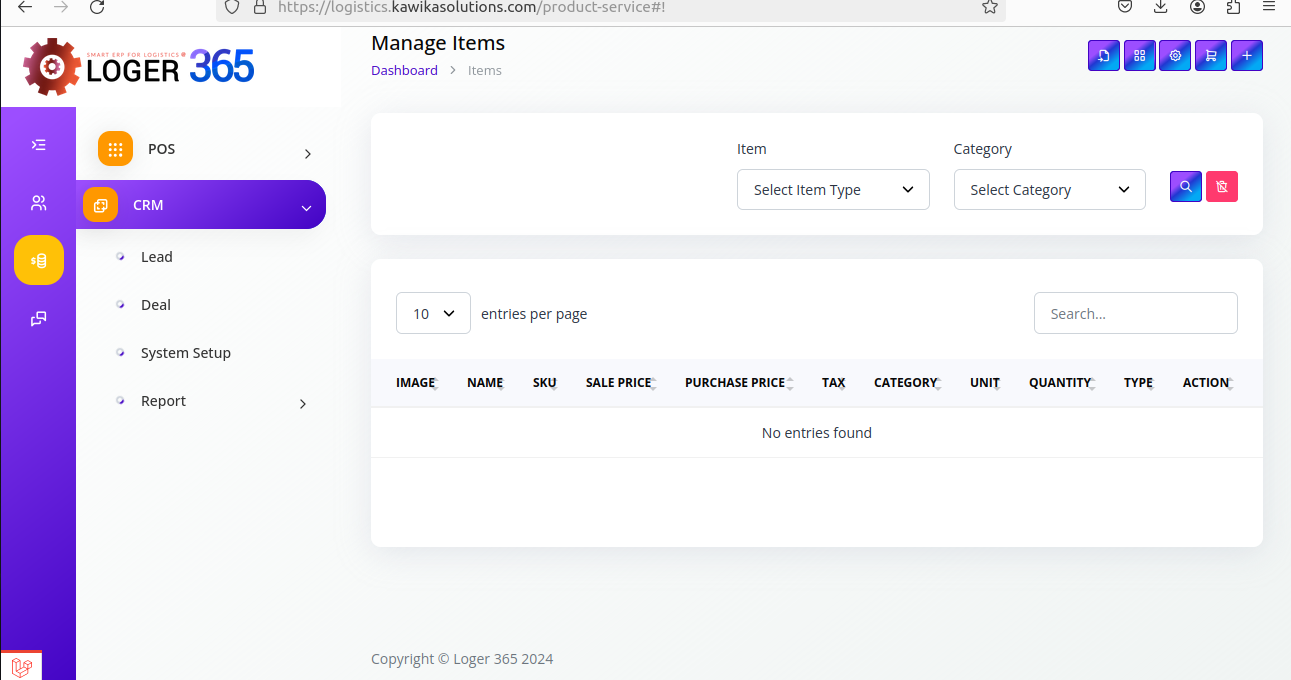 https://logistics.kawikasolutions.com/product-service#!
SMART ERP FOR LOGISTICS
LOGER 365
Manage Items
Dashboard > Items
POS
CRM
Lead
Deal
System Setup
Report
Item
Category
Select Item Type
Select Category
10 entries per page
Search...
IMAGE NAME SKU SALE PRICE PURCHASE PRICE TAX CATEGORY UNIT QUANTITY TYPE ACTION
No entries found
Copyright © Loger 365 2024